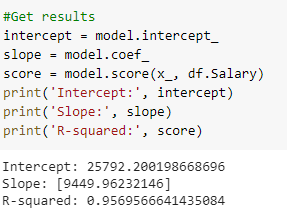 #Get results
intercept = model.intercept_
slope = model.coef_
score = model.score(x_, df.Salary)
print('Intercept:', intercept)
print('Slope:', slope)
print('R-squared:', score)
Intercept: 25792.200198668696
Slope: [9449.96232146]
R-squared: 0.9569566641435084